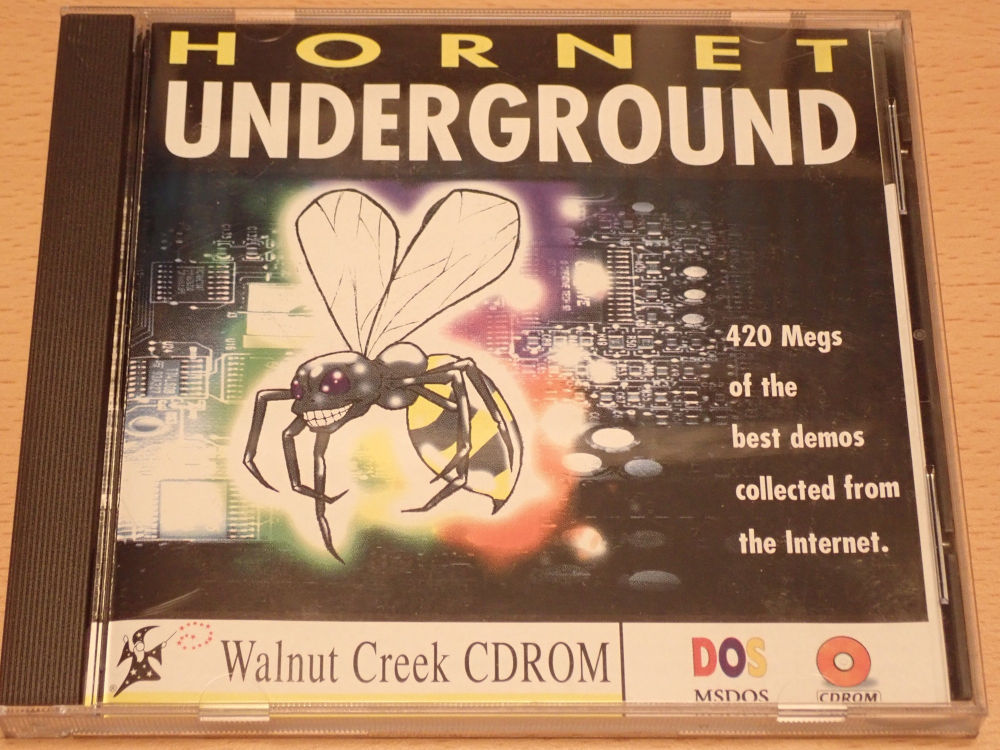 HORNET
UNDERGROUND
420 Megs
of the
best demos
collected from
the Internet.
Walnut Creek CDROM
DOS
MSDOS
CDROM